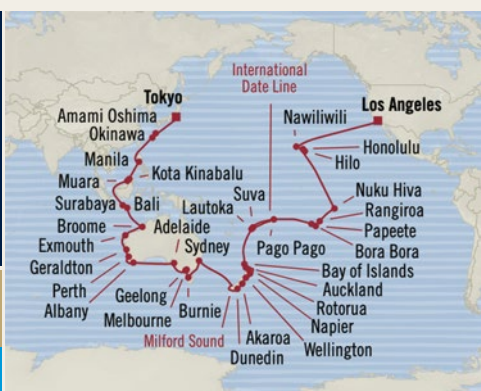 International
Date Line
Tokyo
Los Angeles
Amami Oshima
Nawiliwili
Okinawa
Honolulu
Manila
Hilo
Kota Kinabalu
Muara
Nuku Hiva
Suva
Surabaya
Bali
Lautoka
Rangiroa
Broome
Adelaide
Papeete
Exmouth
Sydney
Pago Pago
Bora Bora
Geraldton
Bay of Islands
Perth
Auckland
Geelong
Albany
Burnie
Rotorua
Melbourne
Napier
Milford Sound
Akaroa
Wellington
Dunedin